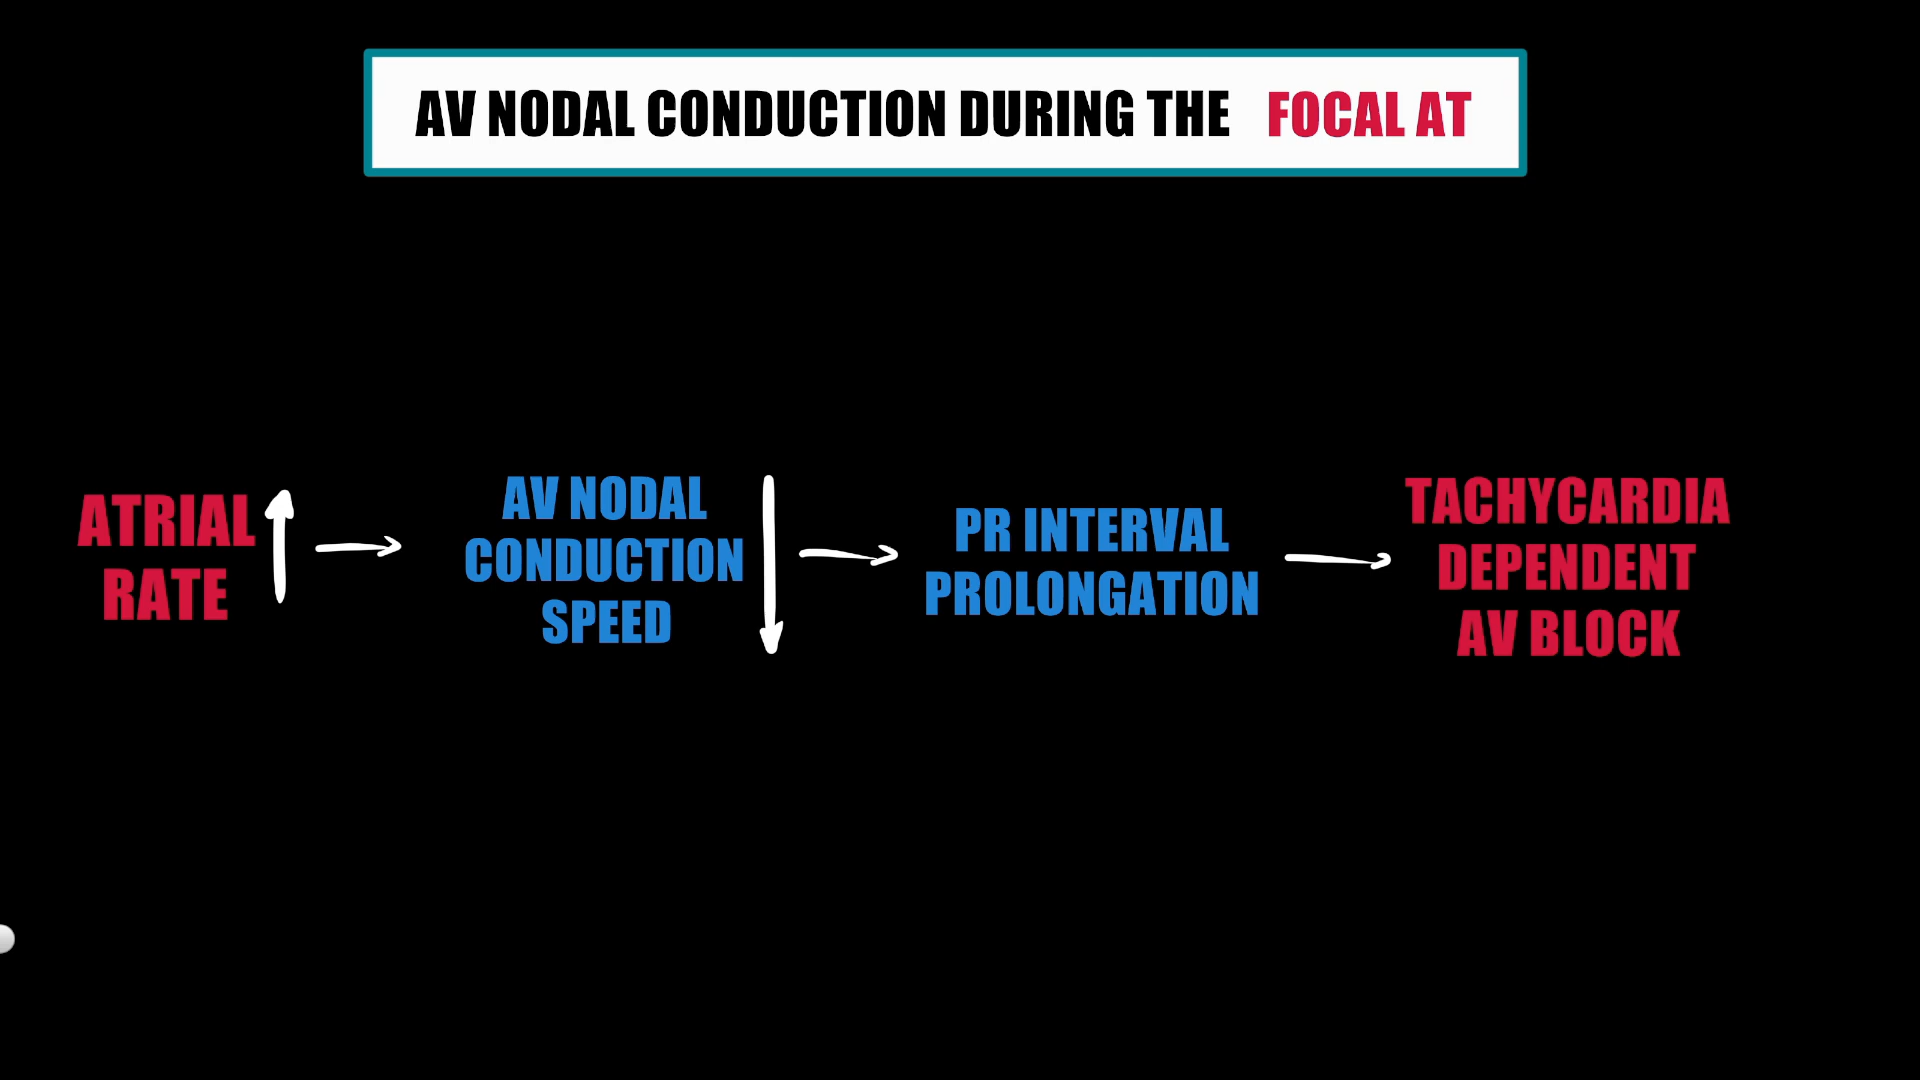 AV NODAL CONDUCTION DURING THE FOCAL AT
ATRIAL
RATE
AV NODAL
CONDUCTION
SPEED
PR INTERVAL
PROLONGATION
TACHYCARDIA
DEPENDENT
AV BLOCK